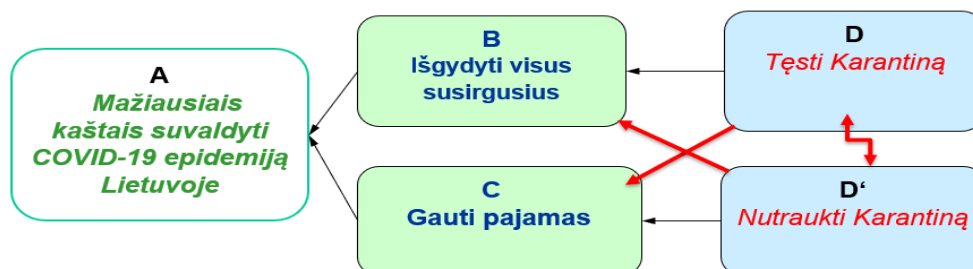 A
Mažiausiais
kaštais suvaldyti
COVID-19 epidemiją
Lietuvoje
B
Išgydyti visus
susirgusius
C
Gauti pajamas
D
Tęsti Karantiną
D‘
Nutraukti Karantiną